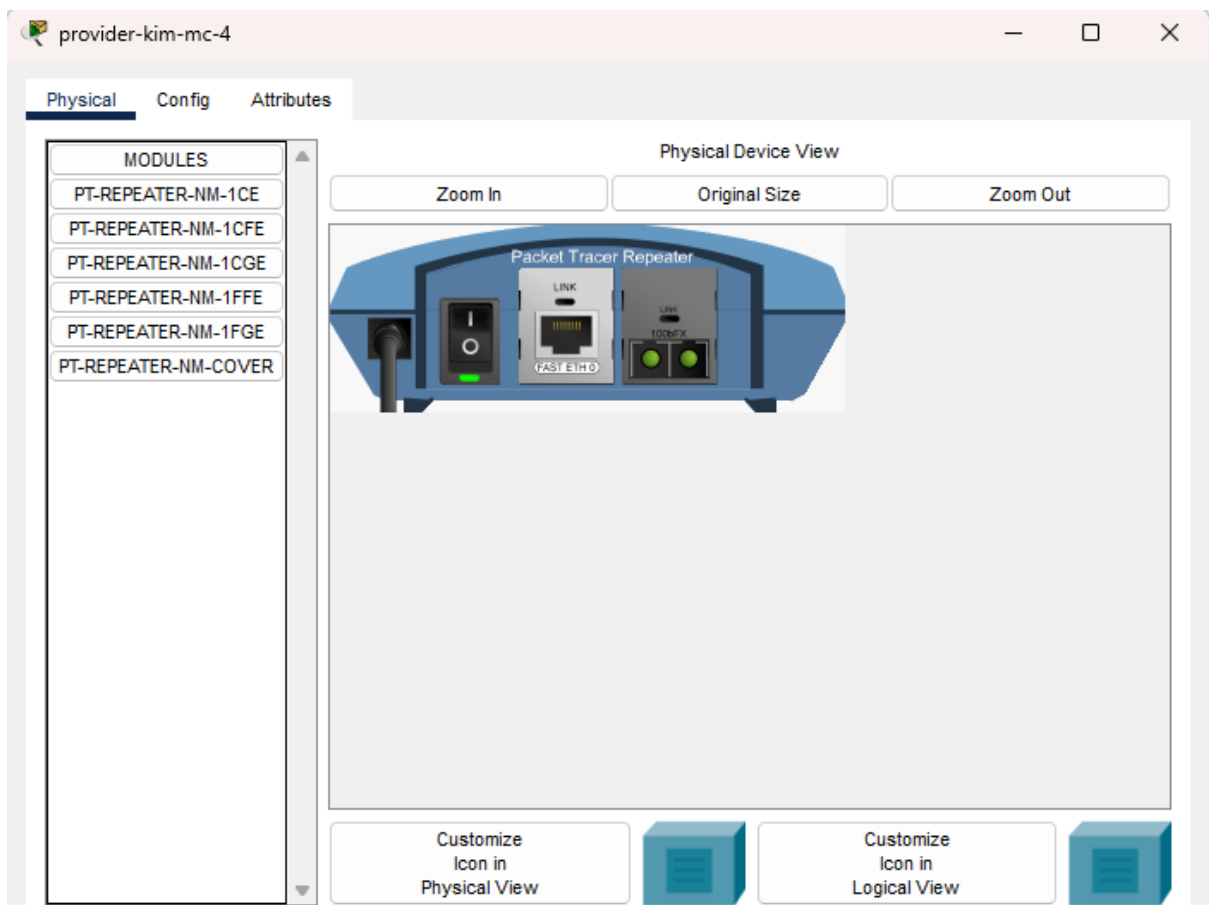 provider-kim-mc-4
Physical Config Attributes
MODULES
PT-REPEATER-NM-1CE
PT-REPEATER-NM-1CFE
PT-REPEATER-NM-1CGE
PT-REPEATER-NM-1FFE
PT-REPEATER-NM-1FGE
PT-REPEATER-NM-COVER
Physical Device View
Zoom In Original Size Zoom Out
Packet Tracer Repeater
LINK
FAST ETH 0
LINK
100bFX
Customize
Icon in
Physical View
Customize
Icon in
Logical View